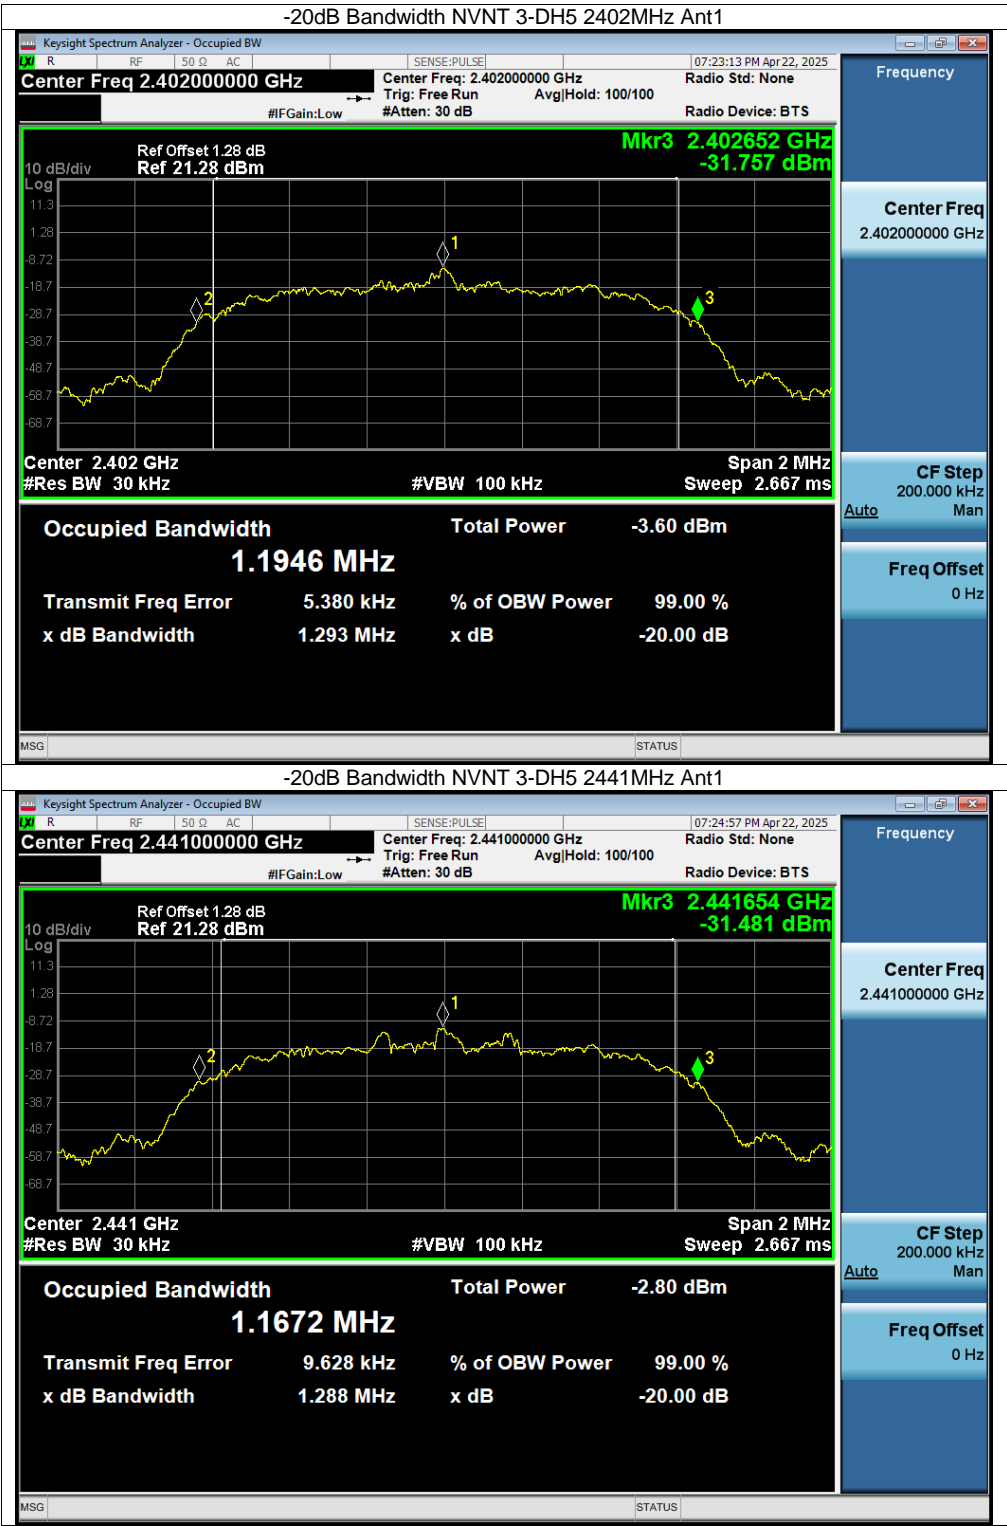 -20dB Bandwidth NVNT 3-DH5 2402MHz Ant1
Keysight Spectrum Analyzer - Occupied BW
LXI R RF 50 Ω AC SENSE:PULSE 07:23:13 PM Apr 22, 2025
Center Freq 2.402000000 GHz
Center Freq: 2.402000000 GHz Radio Std: None
Trig: Free Run Avg|Hold: 100/100
#IFGain:Low #Atten: 30 dB Radio Device: BTS
Frequency
Mkr3 2.402652 GHz
-31.757 dBm
Ref Offset 1.28 dB
10 dB/div Ref 21.28 dBm
Log
11.3
1.28
-8.72
-18.7
-28.7
-38.7
-48.7
-58.7
-68.7
1
2
3
Center 2.402 GHz Span 2 MHz
#Res BW 30 kHz #VBW 100 kHz Sweep 2.667 ms
Center Freq
2.402000000 GHz
CF Step
200.000 kHz
Auto Man
Freq Offset
0 Hz
Occupied Bandwidth Total Power -3.60 dBm
1.1946 MHz
Transmit Freq Error 5.380 kHz % of OBW Power 99.00 %
x dB Bandwidth 1.293 MHz x dB -20.00 dB
MSG STATUS
-20dB Bandwidth NVNT 3-DH5 2441MHz Ant1
Keysight Spectrum Analyzer - Occupied BW
LXI R RF 50 Ω AC SENSE:PULSE 07:24:57 PM Apr 22, 2025
Center Freq 2.441000000 GHz
Center Freq: 2.441000000 GHz Radio Std: None
Trig: Free Run Avg|Hold: 100/100
#IFGain:Low #Atten: 30 dB Radio Device: BTS
Frequency
Mkr3 2.441654 GHz
-31.481 dBm
Ref Offset 1.28 dB
10 dB/div Ref 21.28 dBm
Log
11.3
1.28
-8.72
-18.7
-28.7
-38.7
-48.7
-58.7
-68.7
1
2
3
Center 2.441 GHz Span 2 MHz
#Res BW 30 kHz #VBW 100 kHz Sweep 2.667 ms
Center Freq
2.441000000 GHz
CF Step
200.000 kHz
Auto Man
Freq Offset
0 Hz
Occupied Bandwidth Total Power -2.80 dBm
1.1672 MHz
Transmit Freq Error 9.628 kHz % of OBW Power 99.00 %
x dB Bandwidth 1.288 MHz x dB -20.00 dB
MSG STATUS